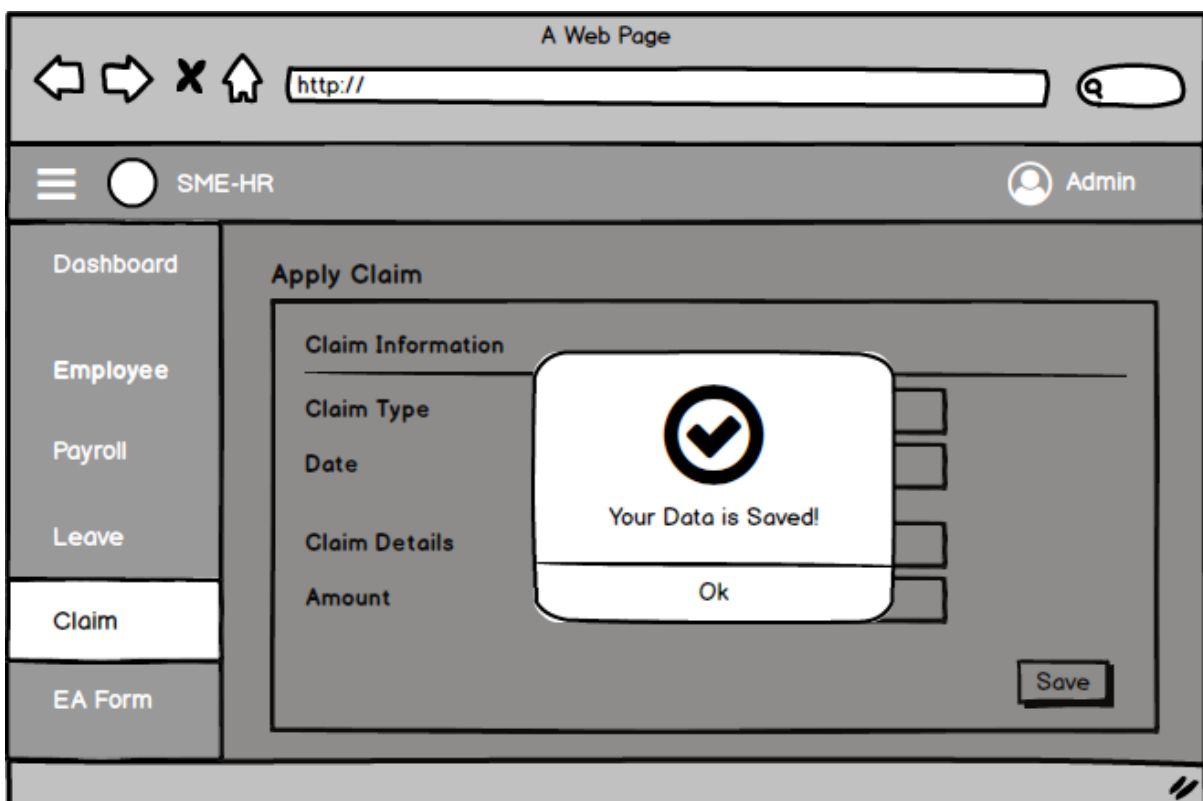 A Web Page
http://
SME-HR
Admin
Dashboard
Employee
Payroll
Leave
Claim
EA Form
Apply Claim
Claim Information
Claim Type
Date
Claim Details
Amount
Your Data is Saved!
Ok
Save